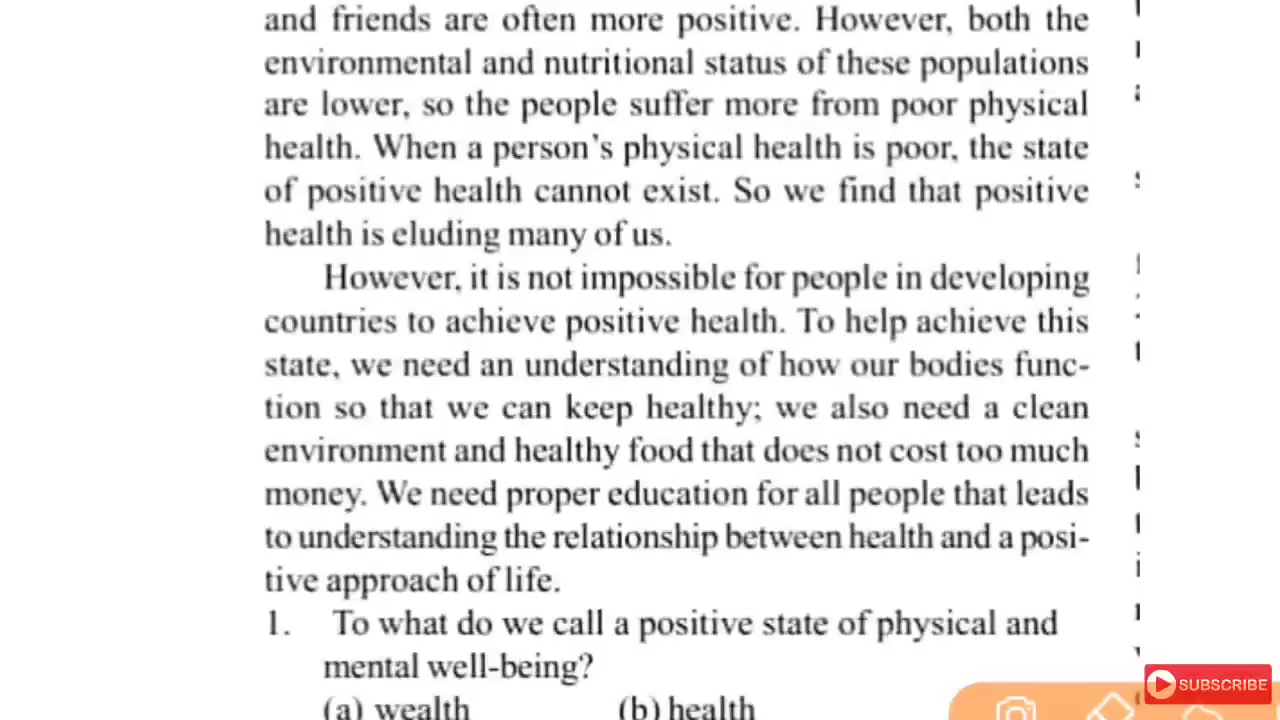 and friends are often more positive. However, both the
environmental and nutritional status of these populations
are lower, so the people suffer more from poor physical
health. When a person's physical health is poor, the state
of positive health cannot exist. So we find that positive
health is eluding many of us.
However, it is not impossible for people in developing
countries to achieve positive health. To help achieve this
state, we need an understanding of how our bodies func-
tion so that we can keep healthy; we also need a clean
environment and healthy food that does not cost too much
money. We need proper education for all people that leads
to understanding the relationship between health and a posi-
tive approach of life.
1. To what do we call a positive state of physical and
mental well-being?
(a) wealth (b) health
SUBSCRIBE